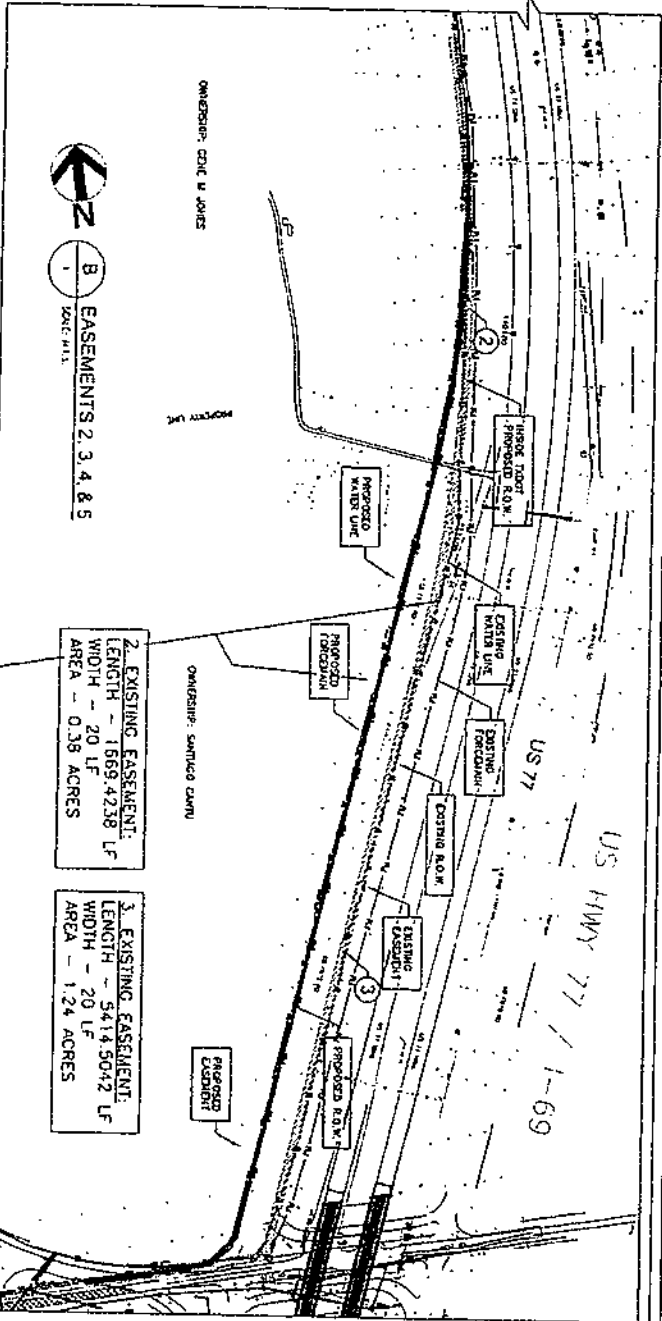 OWNERSHIP: GENE M JONES
B
1
EASEMENTS 2, 3, 4, & 5
SCALE: N.T.S.
N
PROPERTY LINE
2
INSIDE TXDOT
PROPOSED R.O.W.
PROPOSED
WATER LINE
EXISTING
WATER LINE
PROPOSED
FORCEMAIN
EXISTING
FORCEMAIN
US 77
US HWY 77 / I-69
EXISTING R.O.W.
OWNERSHIP: SANTIAGO CANTU
EXISTING
EASEMENT
3
PROPOSED R.O.W.
PROPOSED
EASEMENT
2. EXISTING EASEMENT:
LENGTH - 1669.4238 LF
WIDTH - 20 LF
AREA - 0.38 ACRES
3. EXISTING EASEMENT:
LENGTH - 5414.5042 LF
WIDTH - 20 LF
AREA - 1.24 ACRES